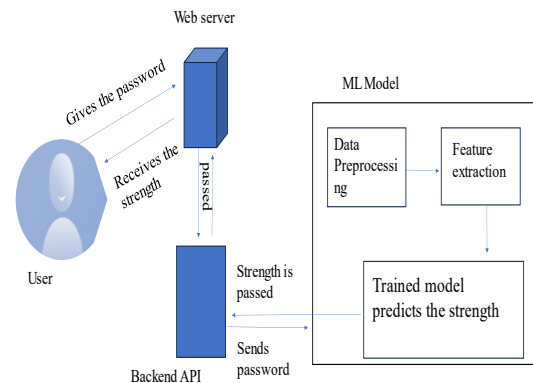 Web server
Gives the password
Receives the
strength
passed
User
Backend API
Strength is
passed
Sends
password
ML Model
Data
Preprocessi
ng
Feature
extraction
Trained model
predicts the strength